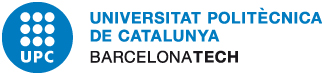 UPC
UNIVERSITAT POLITÈCNICA
DE CATALUNYA
BARCELONATECH